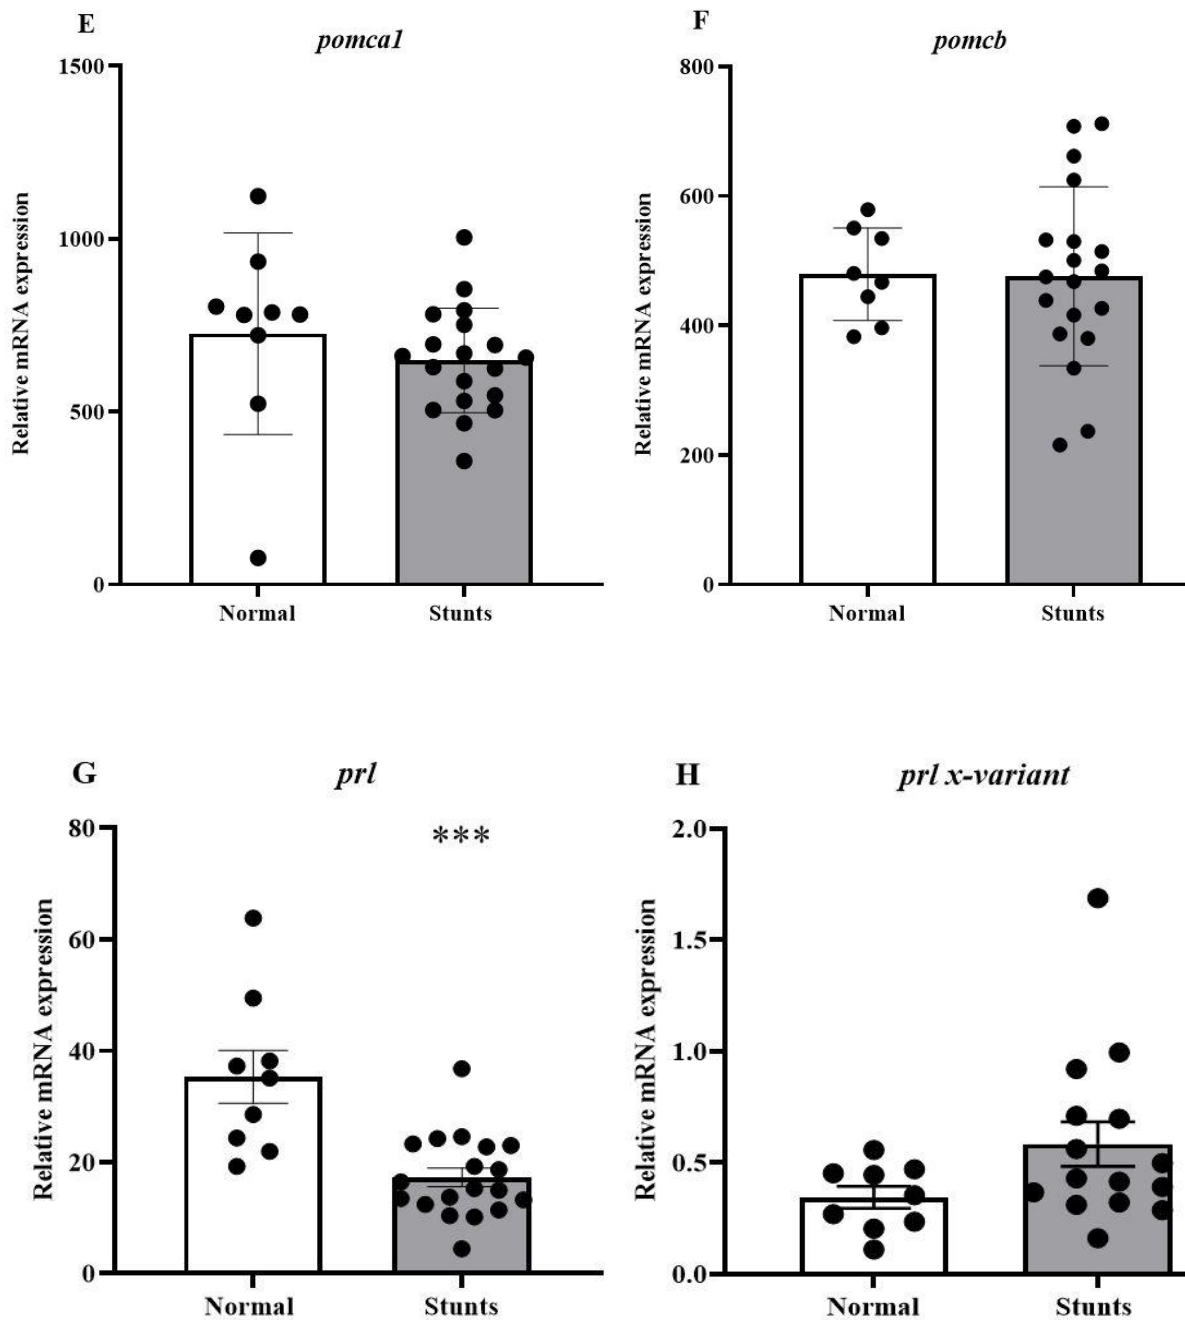 E
pomca1
Relative mRNA expression
1500
1000
500
0
Normal
Stunts
F
pomcb
Relative mRNA expression
800
600
400
200
0
Normal
Stunts
G
prl
Relative mRNA expression
80
60
40
20
0
***
Normal
Stunts
H
prl x-variant
Relative mRNA expression
2.0
1.5
1.0
0.5
0.0
Normal
Stunts